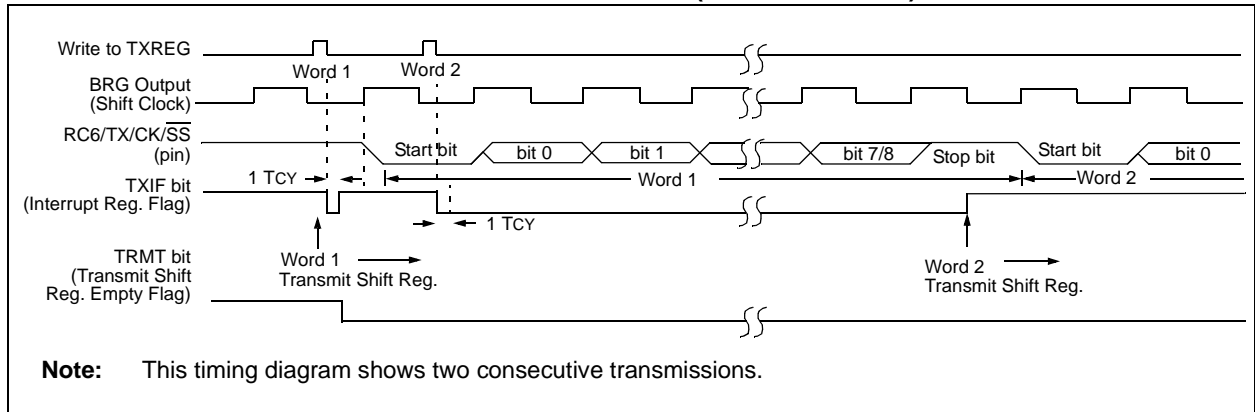 Write to TXREG
Word 1
Word 2
BRG Output
(Shift Clock)
RC6/TX/CK/SS
(pin)
Start bit
bit 0
bit 1
bit 7/8
Stop bit
Start bit
bit 0
1 TCY
Word 1
Word 2
TXIF bit
(Interrupt Reg. Flag)
1 TCY
TRMT bit
(Transmit Shift
Reg. Empty Flag)
Word 1
Transmit Shift Reg.
Word 2
Transmit Shift Reg.
Note: This timing diagram shows two consecutive transmissions.